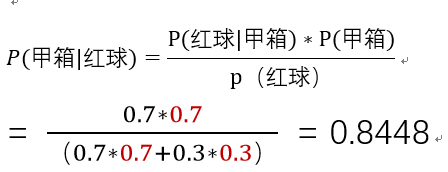 P(甲箱|红球) = P(红球|甲箱)*P(甲箱)
p（红球）
= 0.7*0.7
（0.7*0.7+0.3*0.3） = 0.8448